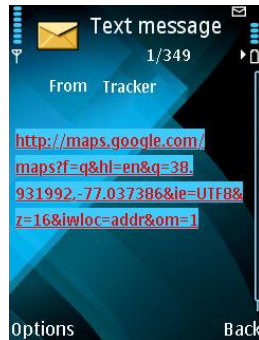 Text message
1/349
From Tracker
http://maps.google.com/
maps?f=q&hl=en&q=38.
931992,-77.037386&ie=UTF8&
z=16&iwloc=addr&om=1
Options Back